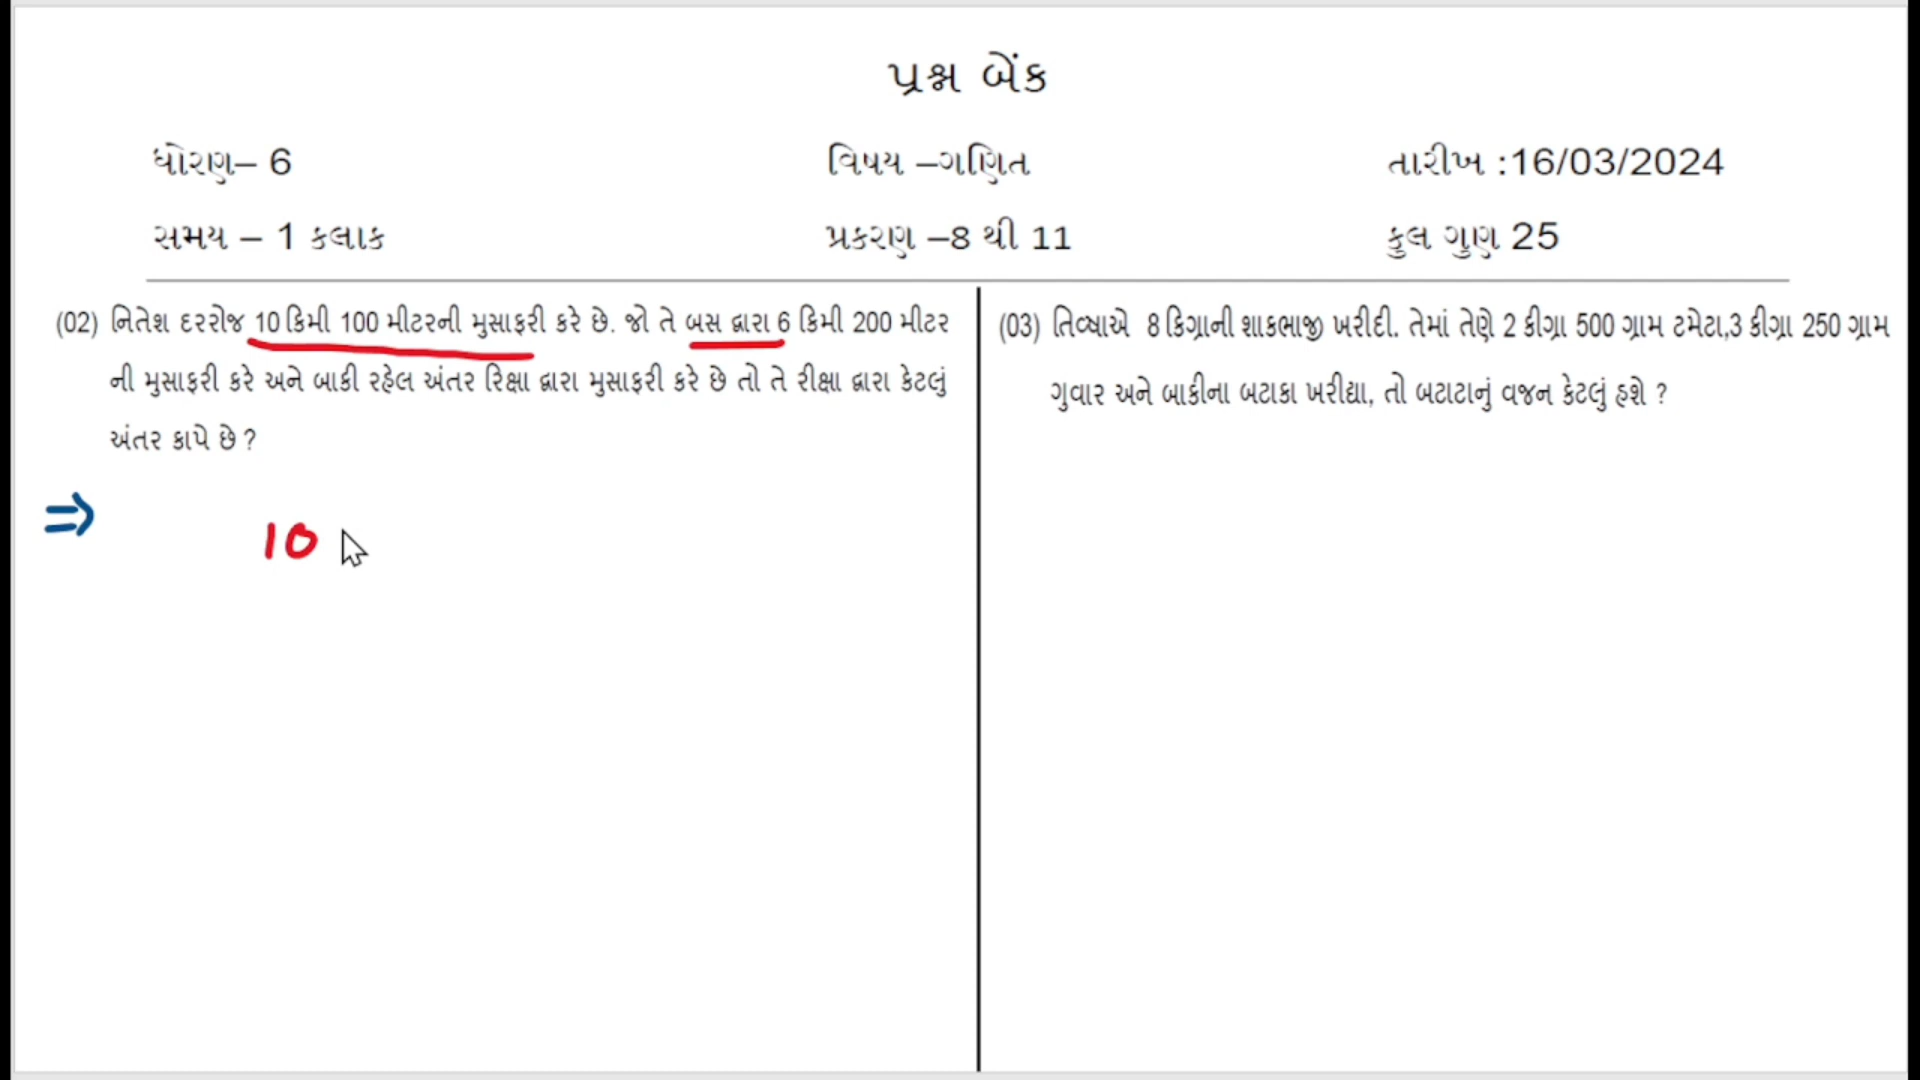 પ્રશ્ન બેંક
ધોરણ– 6 વિષય –ગણિત તારીખ :16/03/2024
સમય – 1 કલાક પ્રકરણ –8 થી 11 કુલ ગુણ 25
(02) નિતેશ દરરોજ 10 કિમી 100 મીટરની મુસાફરી કરે છે. જો તે બસ દ્વારા 6 કિમી 200 મીટર
ની મુસાફરી કરે અને બાકી રહેલ અંતર રિક્ષા દ્વારા મુસાફરી કરે છે તો તે રીક્ષા દ્વારા કેટલું
અંતર કાપે છે ?
⇒ 10
(03) તિવ્યાએ 8 કિગ્રાની શાકભાજી ખરીદી. તેમાં તેણે 2 કીગ્રા 500 ગ્રામ ટમેટા,3 કીગ્રા 250 ગ્રામ
ગુવાર અને બાકીના બટાકા ખરીદ્યા, તો બટાટાનું વજન કેટલું હશે ?